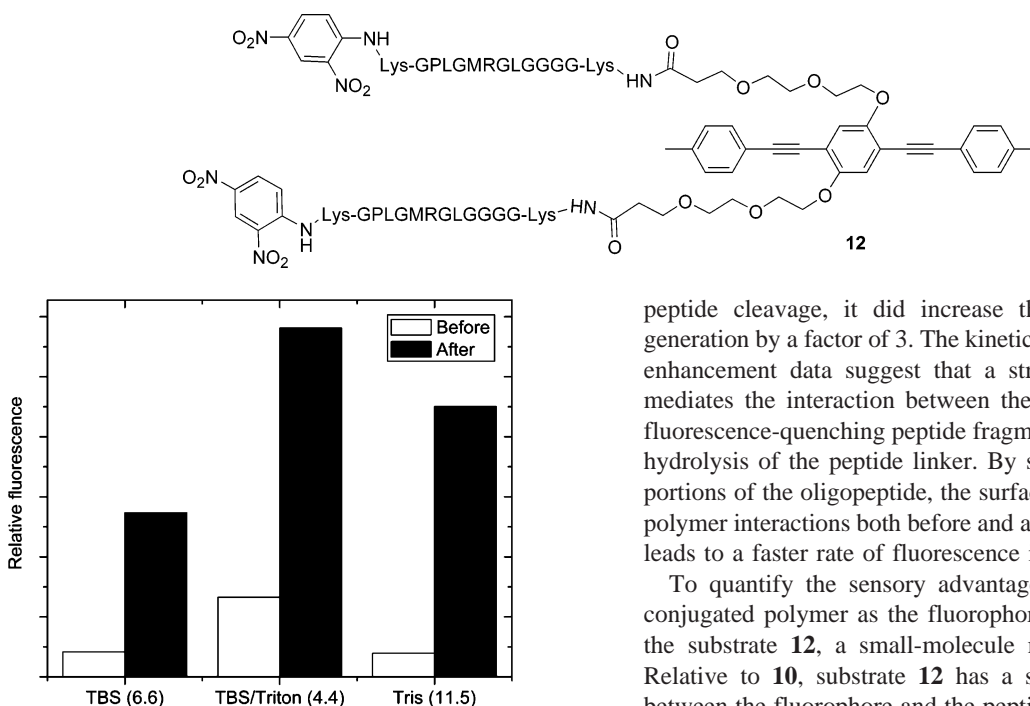 O₂N
NH
NO₂
Lys-GPLGMRGLGGGG-Lys
HN
O
O
O
O
O₂N
NO₂
N
H
Lys-GPLGMRGLGGGG-Lys
HN
O
O
O
O
12
Relative fluorescence
Before
After
TBS (6.6)
TBS/Triton (4.4)
Tris (11.5)
peptide cleavage, it did increase th
generation by a factor of 3. The kinetic
enhancement data suggest that a str
mediates the interaction between the
fluorescence-quenching peptide fragm
hydrolysis of the peptide linker. By s
portions of the oligopeptide, the surfa
polymer interactions both before and a
leads to a faster rate of fluorescence
To quantify the sensory advantage
conjugated polymer as the fluorophor
the substrate 12, a small-molecule
Relative to 10, substrate 12 has a s
between the fluorophore and the pepti